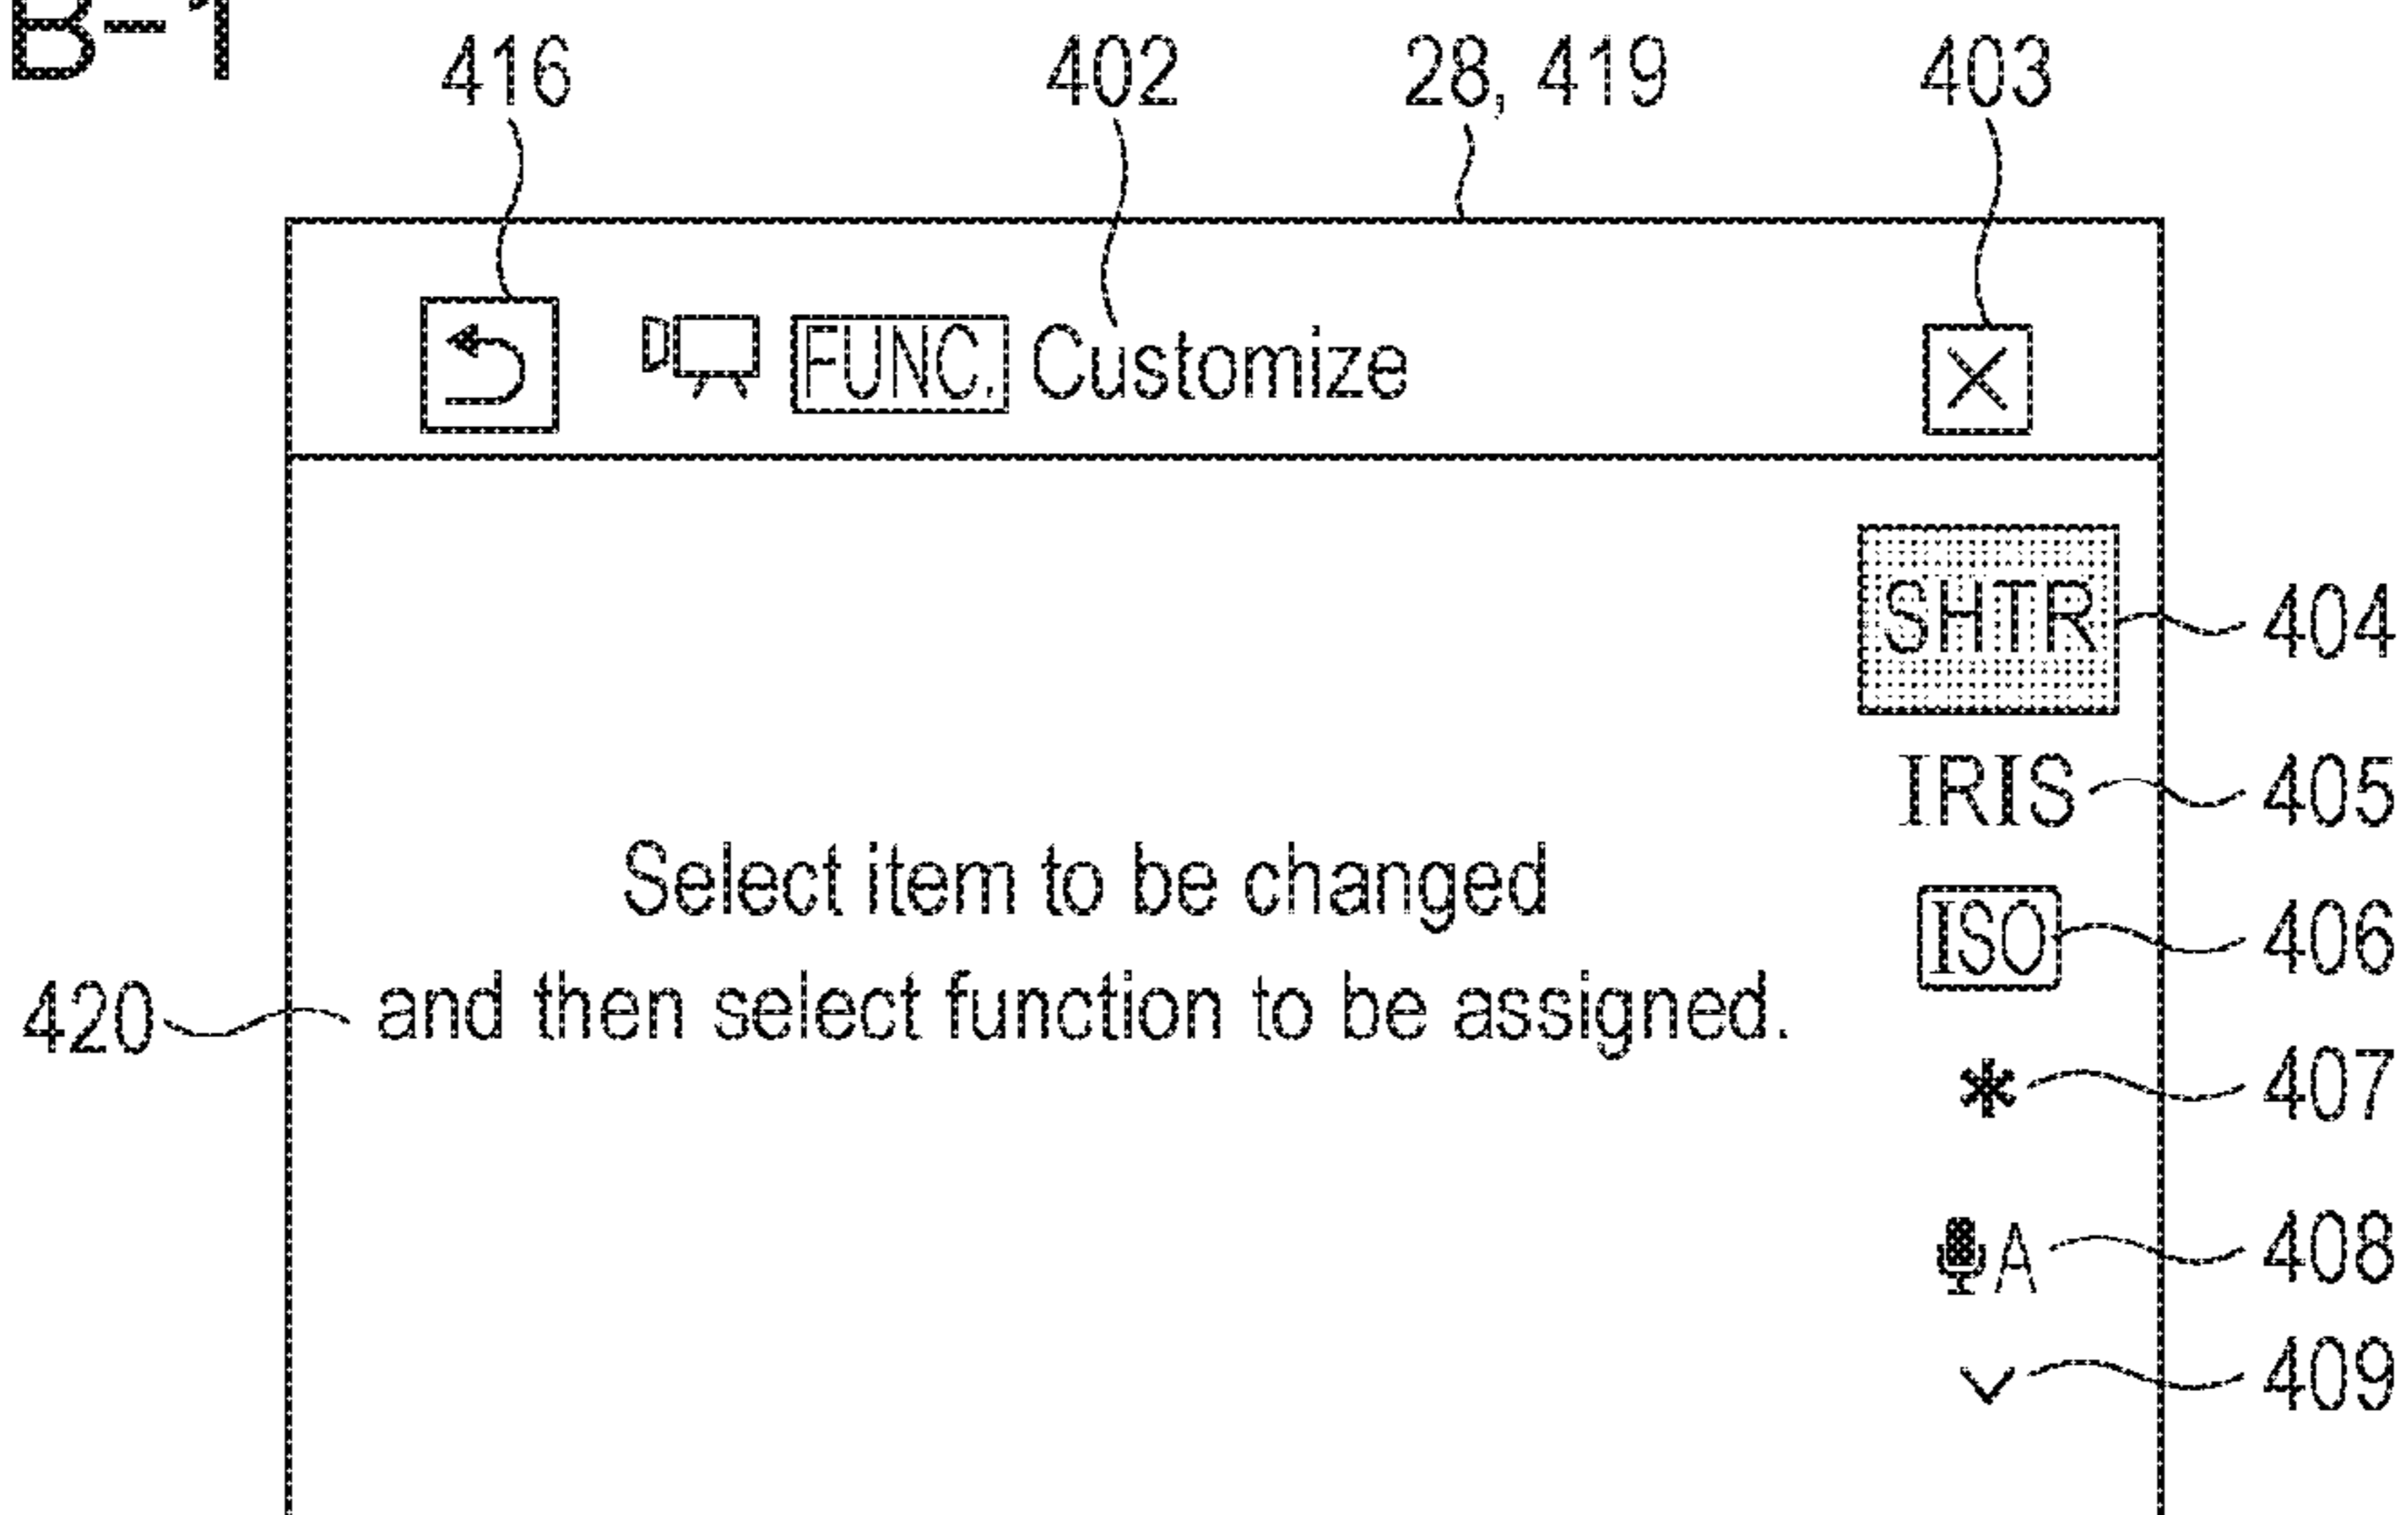 B-1
416 402 28, 419 403
FUNC. Customize
SHTR 404
IRIS 405
Select item to be changed
ISO 406
420 and then select function to be assigned.
* 407
A 408
409